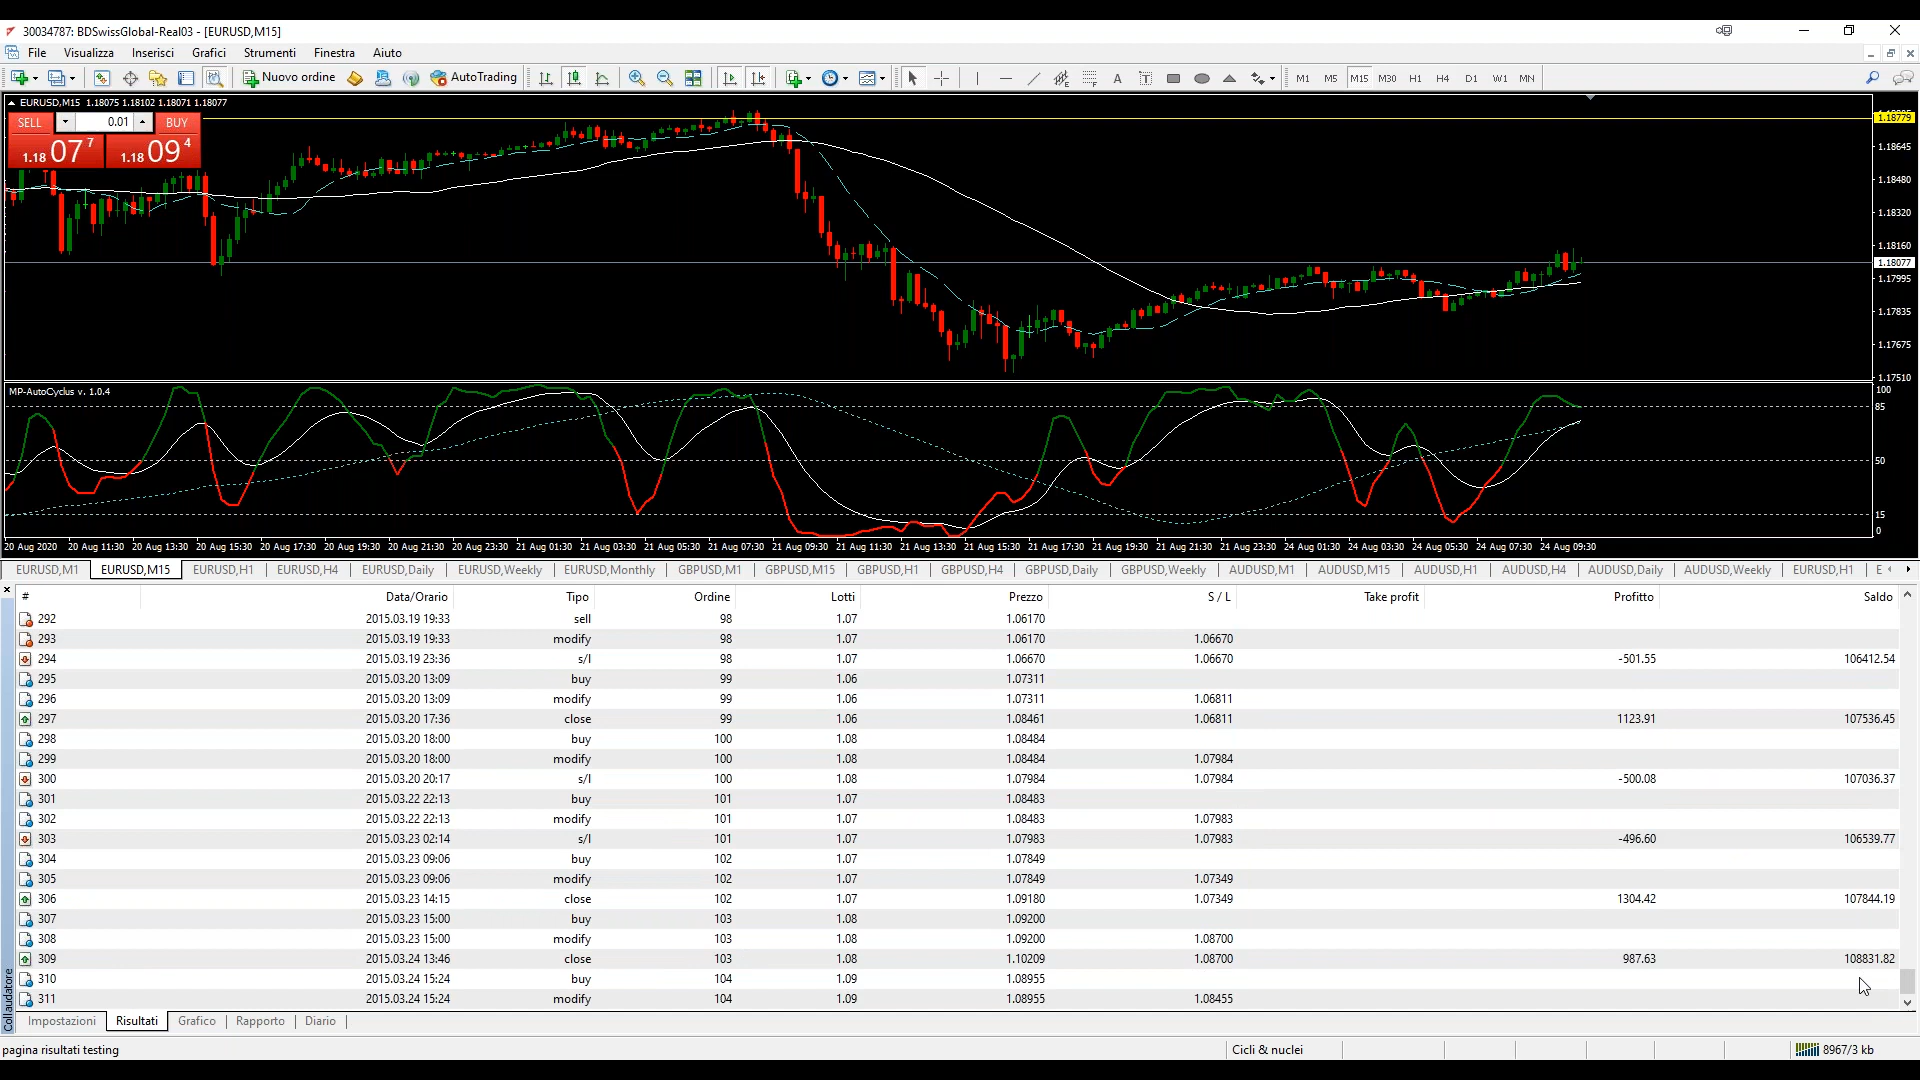 30034787: BDSwissGlobal-Real03 - [EURUSD,M15]
File Visualizza Inserisci Grafici Strumenti Finestra Aiuto
Nuovo ordine AutoTrading A T M1 M5 M15 M30 H1 H4 D1 W1 MN
EURUSD,M15 1.18075 1.18102 1.18071 1.18077
SELL 0.01 BUY
1.18 07 7 1.18 09 4
1.18779
1.18645
1.18480
1.18320
1.18160
1.18077
1.17995
1.17835
1.17675
1.17510
MP-AutoCyclus v. 1.0.4
100
85
50
15
0
20 Aug 2020 20 Aug 11:30 20 Aug 13:30 20 Aug 15:30 20 Aug 17:30 20 Aug 19:30 20 Aug 21:30 20 Aug 23:30 21 Aug 01:30 21 Aug 03:30 21 Aug 05:30 21 Aug 07:30 21 Aug 09:30 21 Aug 11:30 21 Aug 13:30 21 Aug 15:30 21 Aug 17:30 21 Aug 19:30 21 Aug 21:30 21 Aug 23:30 24 Aug 01:30 24 Aug 03:30 24 Aug 05:30 24 Aug 07:30 24 Aug 09:30
EURUSD,M1 EURUSD,M15 EURUSD,H1 EURUSD,H4 EURUSD,Daily EURUSD,Weekly EURUSD,Monthly GBPUSD,M1 GBPUSD,M15 GBPUSD,H1 GBPUSD,H4 GBPUSD,Daily GBPUSD,Weekly AUDUSD,M1 AUDUSD,M15 AUDUSD,H1 AUDUSD,H4 AUDUSD,Daily AUDUSD,Weekly EURUSD,H1 E
# Data/Orario Tipo Ordine Lotti Prezzo S / L Take profit Profitto Saldo
292 2015.03.19 19:33 sell 98 1.07 1.06170
293 2015.03.19 19:33 modify 98 1.07 1.06170 1.06670
294 2015.03.19 23:36 s/l 98 1.07 1.06670 1.06670 -501.55 106412.54
295 2015.03.20 13:09 buy 99 1.06 1.07311
296 2015.03.20 13:09 modify 99 1.06 1.07311 1.06811
297 2015.03.20 17:36 close 99 1.06 1.08461 1.06811 1123.91 107536.45
298 2015.03.20 18:00 buy 100 1.08 1.08484
299 2015.03.20 18:00 modify 100 1.08 1.08484 1.07984
300 2015.03.20 20:17 s/l 100 1.08 1.07984 1.07984 -500.08 107036.37
301 2015.03.22 22:13 buy 101 1.07 1.08483
302 2015.03.22 22:13 modify 101 1.07 1.08483 1.07983
303 2015.03.23 02:14 s/l 101 1.07 1.07983 1.07983 -496.60 106539.77
304 2015.03.23 09:06 buy 102 1.07 1.07849
305 2015.03.23 09:06 modify 102 1.07 1.07849 1.07349
306 2015.03.23 14:15 close 102 1.07 1.09180 1.07349 1304.42 107844.19
307 2015.03.23 15:00 buy 103 1.08 1.09200
308 2015.03.23 15:00 modify 103 1.08 1.09200 1.08700
309 2015.03.24 13:46 close 103 1.08 1.10209 1.08700 987.63 108831.82
310 2015.03.24 15:24 buy 104 1.09 1.08955
311 2015.03.24 15:24 modify 104 1.09 1.08955 1.08455
Collaudatore
Impostazioni Risultati Grafico Rapporto Diario
pagina risultati testing Cicli & nuclei 8967/3 kb